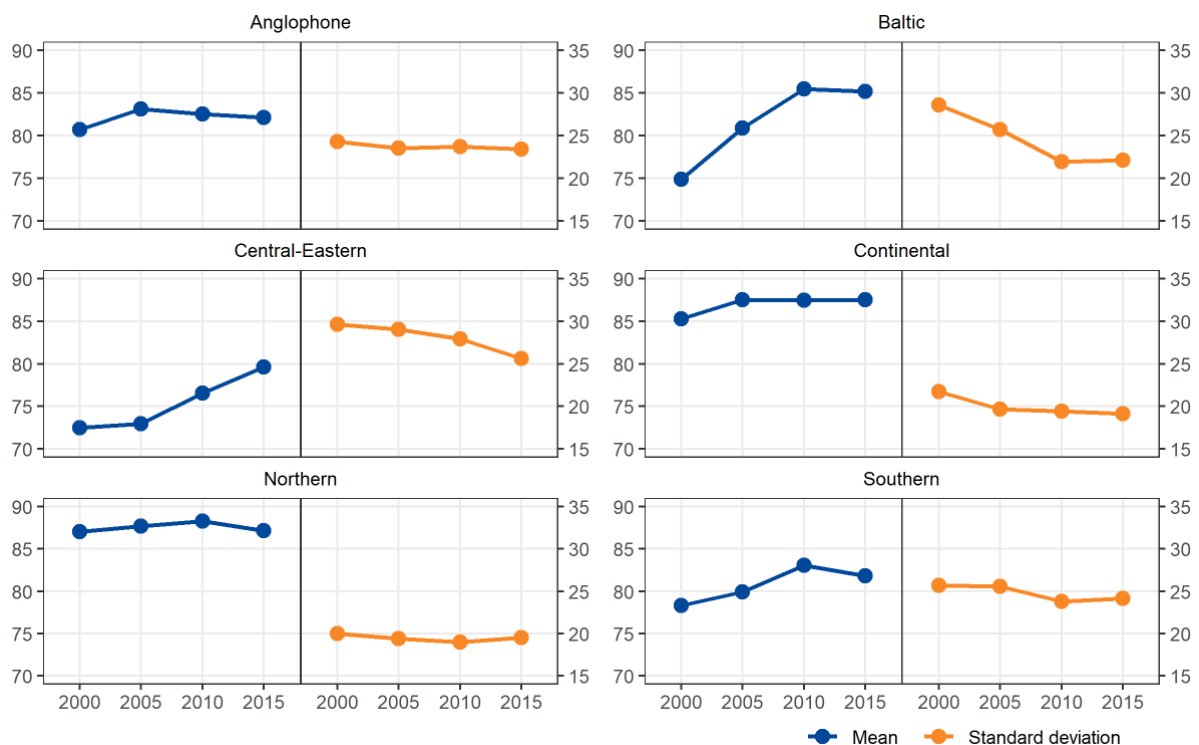 Anglophone Baltic
90 35 90 35
85 30 85 30
80 25 80 25
75 20 75 20
70 15 70 15
Central-Eastern Continental
90 35 90 35
85 30 85 30
80 25 80 25
75 20 75 20
70 15 70 15
Northern Southern
90 35 90 35
85 30 85 30
80 25 80 25
75 20 75 20
70 15 70 15
2000 2005 2010 2015 2000 2005 2010 2015 2000 2005 2010 2015 2000 2005 2010 2015
Mean Standard deviation